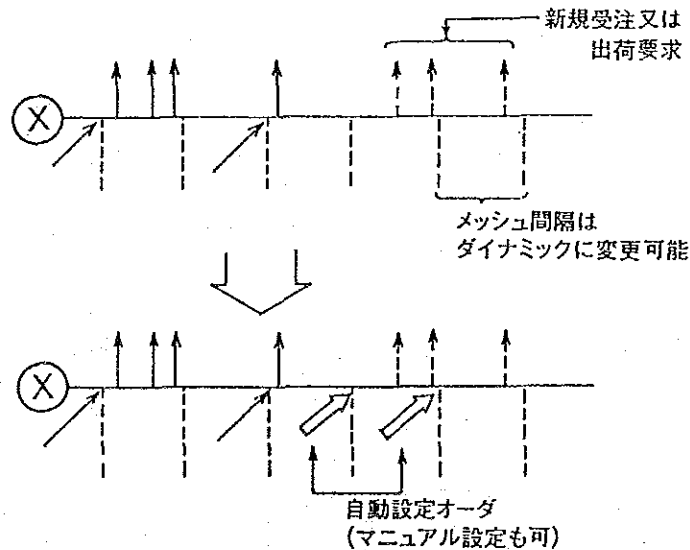 新規受注又は
出荷要求
X
メッシュ間隔は
ダイナミックに変更可能
X
自動設定オーダ
(マニュアル設定も可)